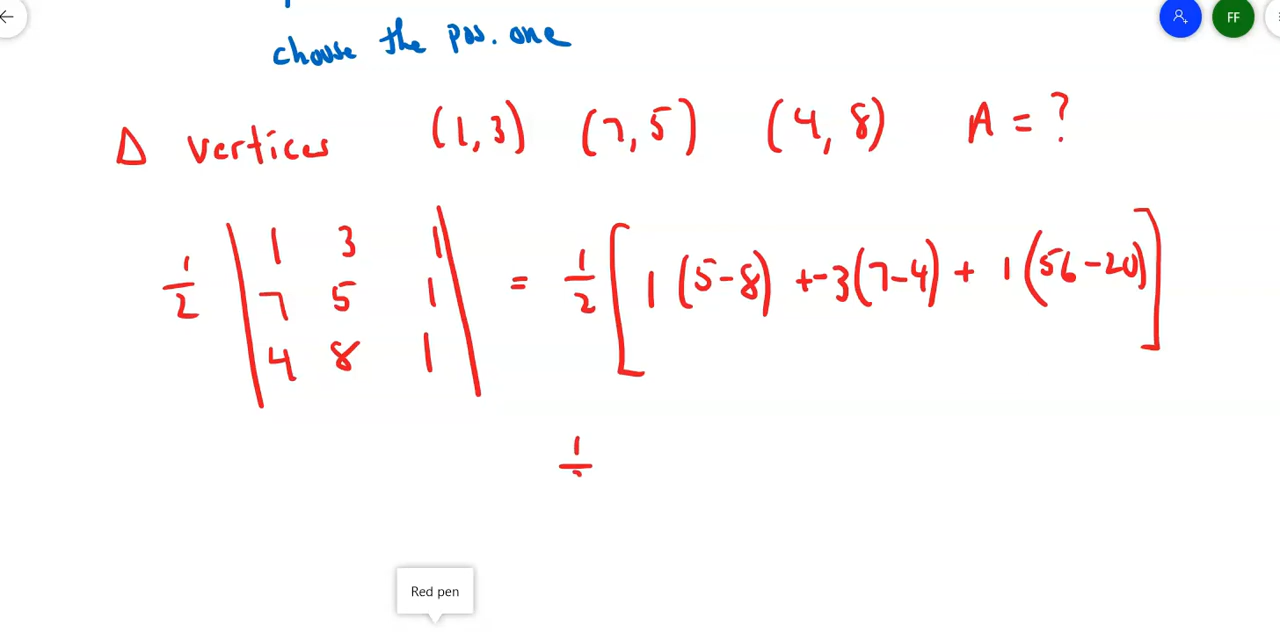 FF
choose the pos. one
Δ vertices (1,3) (7,5) (4,8) A = ?
1/2 | 1 3 1 | = 1/2 [ 1 (5-8) +-3(7-4) + 1(56-20) ]
| 7 5 1 |
| 4 8 1 |
1
Red pen